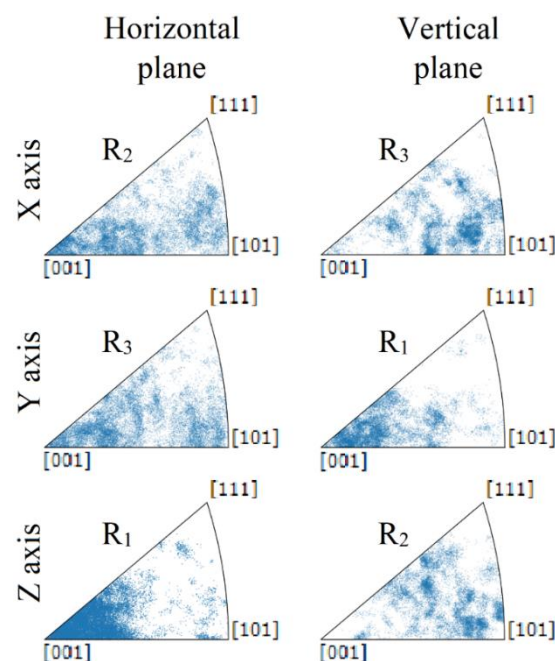 Horizontal plane
Vertical plane
X axis
[111]
R2
[001]
[101]
[111]
R3
[001]
[101]
Y axis
[111]
R3
[001]
[101]
[111]
R1
[001]
[101]
Z axis
[111]
R1
[001]
[101]
[111]
R2
[001]
[101]